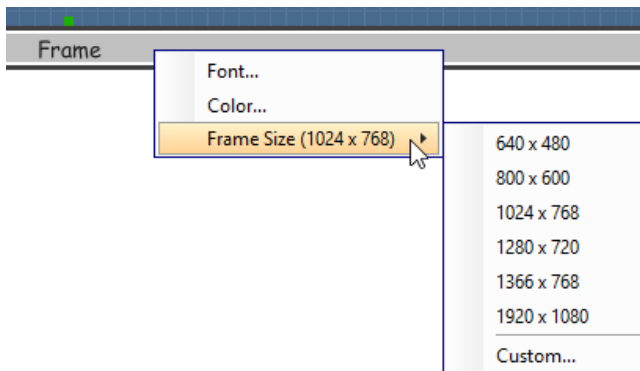 Frame
Font...
Color...
Frame Size (1024 x 768)
640 x 480
800 x 600
1024 x 768
1280 x 720
1366 x 768
1920 x 1080
Custom...